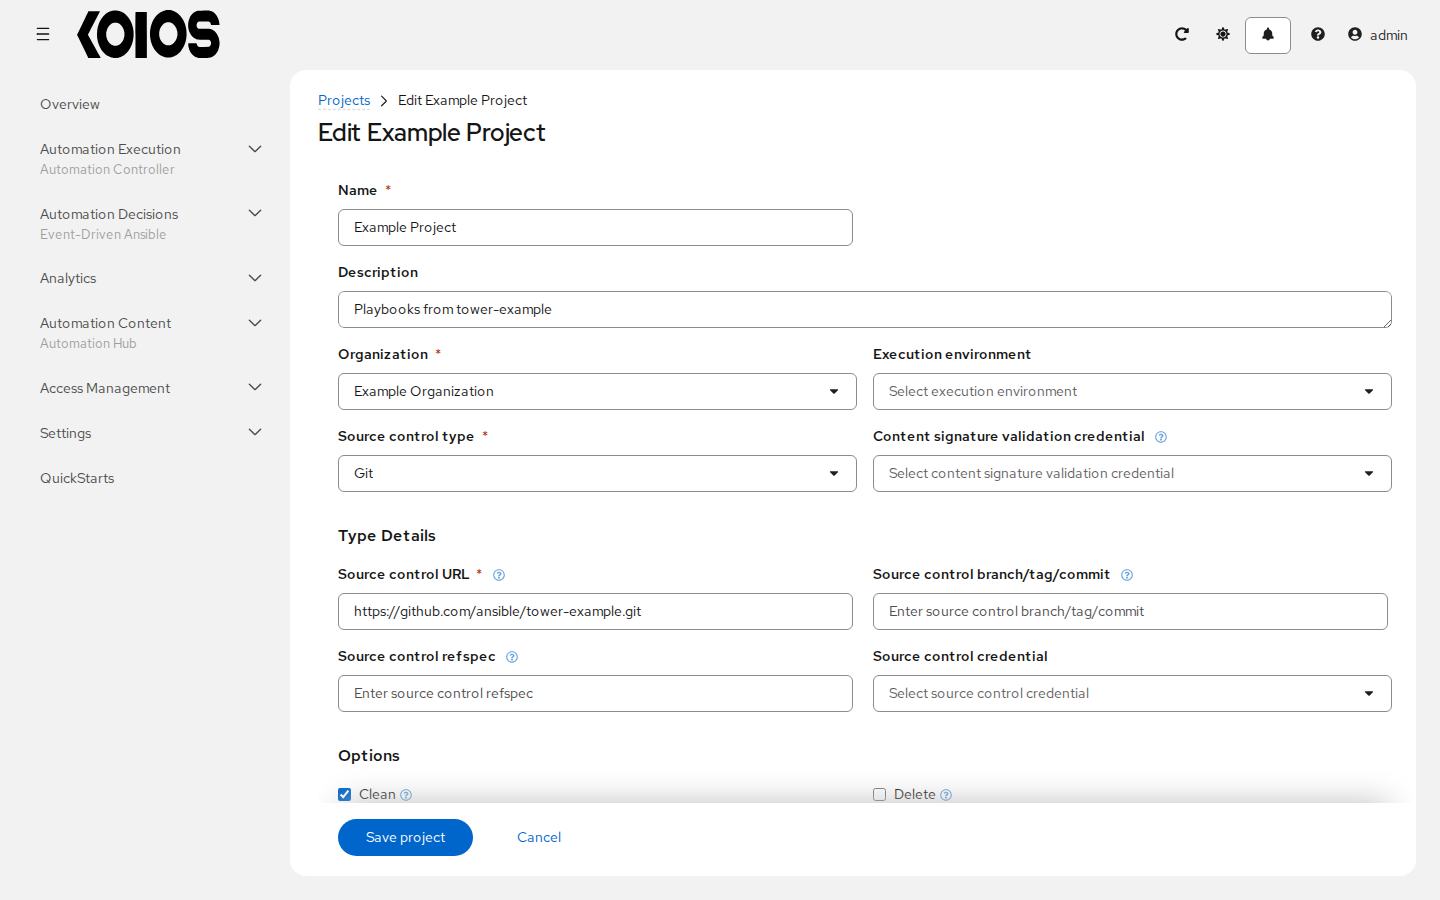 KOIOS
admin
Overview
Automation Execution
Automation Controller
Automation Decisions
Event-Driven Ansible
Analytics
Automation Content
Automation Hub
Access Management
Settings
QuickStarts
Projects > Edit Example Project
Edit Example Project
Name *
Example Project
Description
Playbooks from tower-example
Organization * Execution environment
Example Organization Select execution environment
Source control type * Content signature validation credential
Git Select content signature validation credential
Type Details
Source control URL * Source control branch/tag/commit
https://github.com/ansible/tower-example.git Enter source control branch/tag/commit
Source control refspec Source control credential
Enter source control refspec Select source control credential
Options
Clean Delete
Save project Cancel